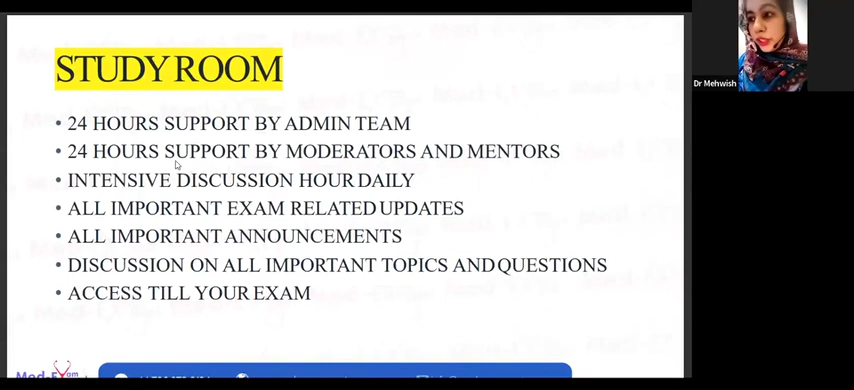 STUDY ROOM
• 24 HOURS SUPPORT BY ADMIN TEAM
• 24 HOURS SUPPORT BY MODERATORS AND MENTORS
• INTENSIVE DISCUSSION HOUR DAILY
• ALL IMPORTANT EXAM RELATED UPDATES
• ALL IMPORTANT ANNOUNCEMENTS
• DISCUSSION ON ALL IMPORTANT TOPICS AND QUESTIONS
• ACCESS TILL YOUR EXAM
Dr Mehwish